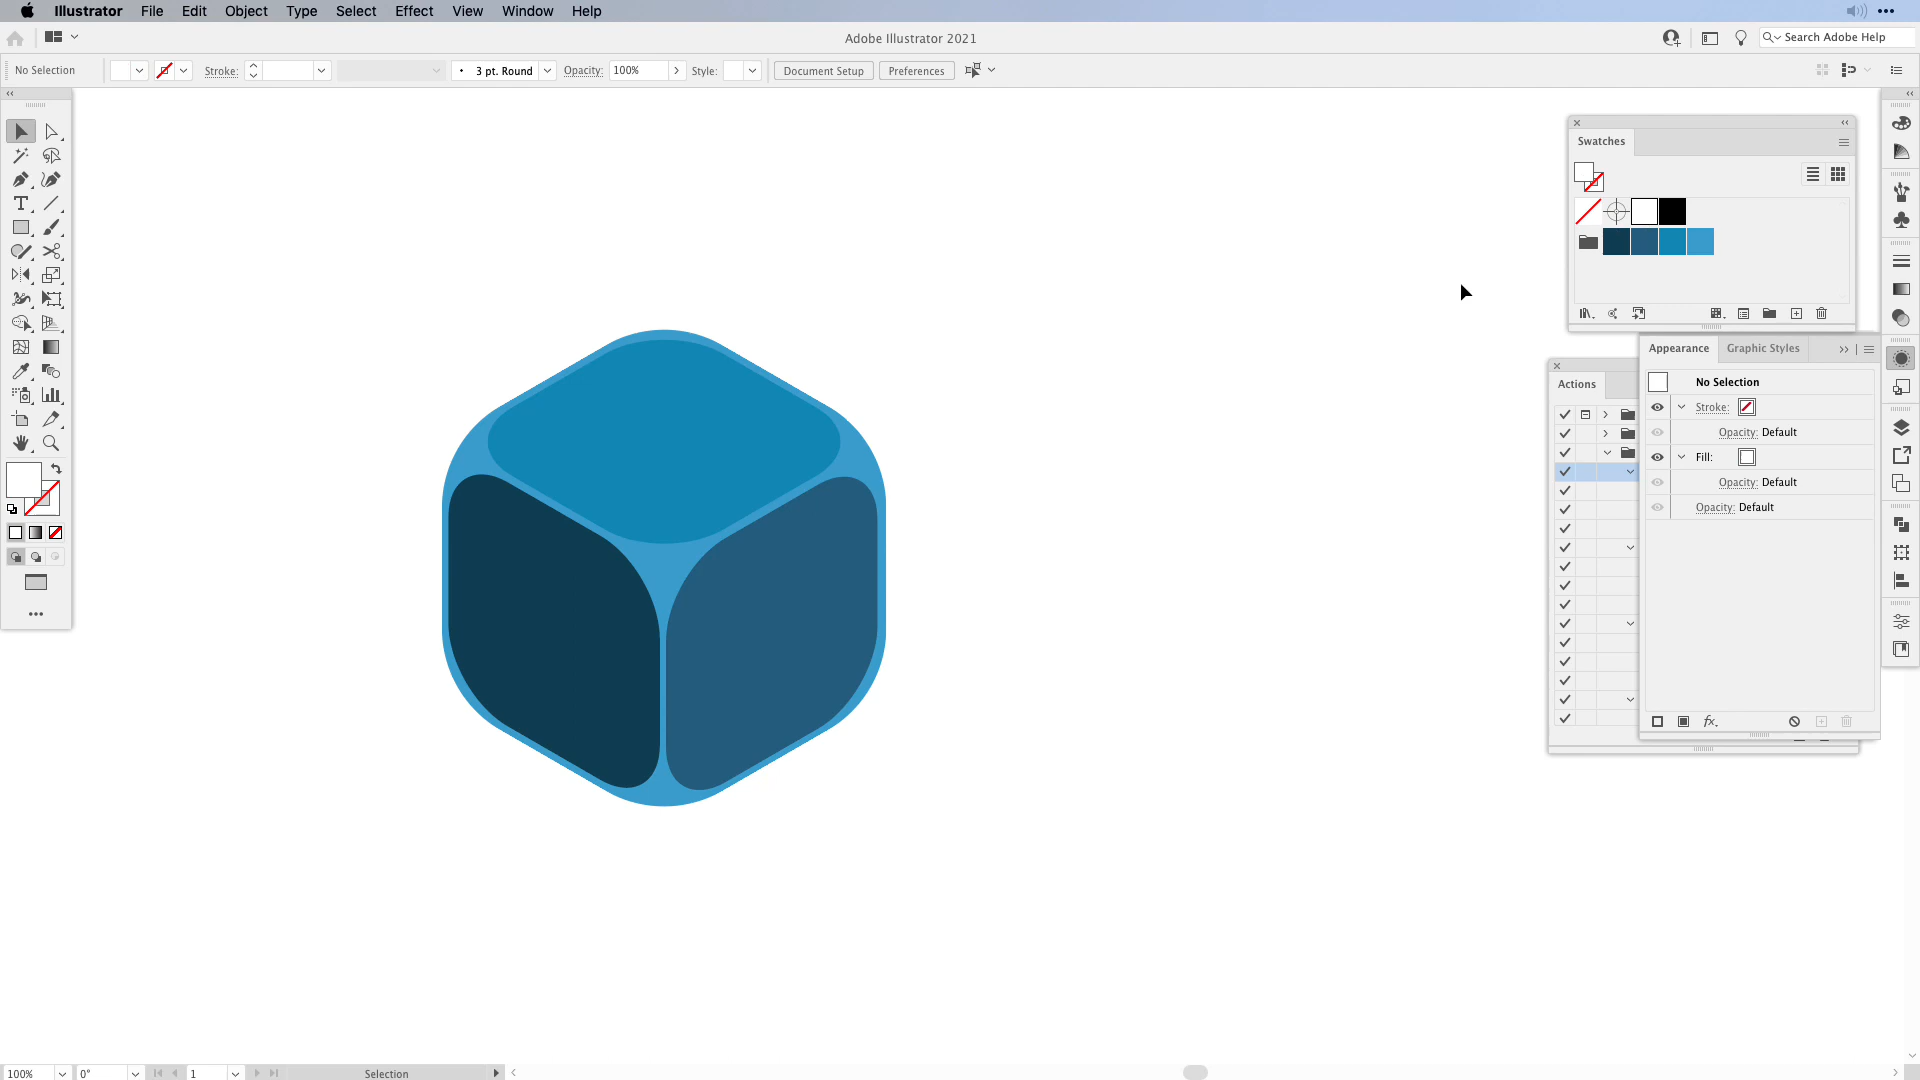 Illustrator File Edit Object Type Select Effect View Window Help
Adobe Illustrator 2021
Search Adobe Help
No Selection
Stroke:
3 pt. Round
Opacity: 100%
Style:
Document Setup
Preferences
Swatches
Appearance
Graphic Styles
Actions
No Selection
Stroke:
Opacity: Default
Fill:
Opacity: Default
Opacity: Default
fx
100%
0°
1
Selection